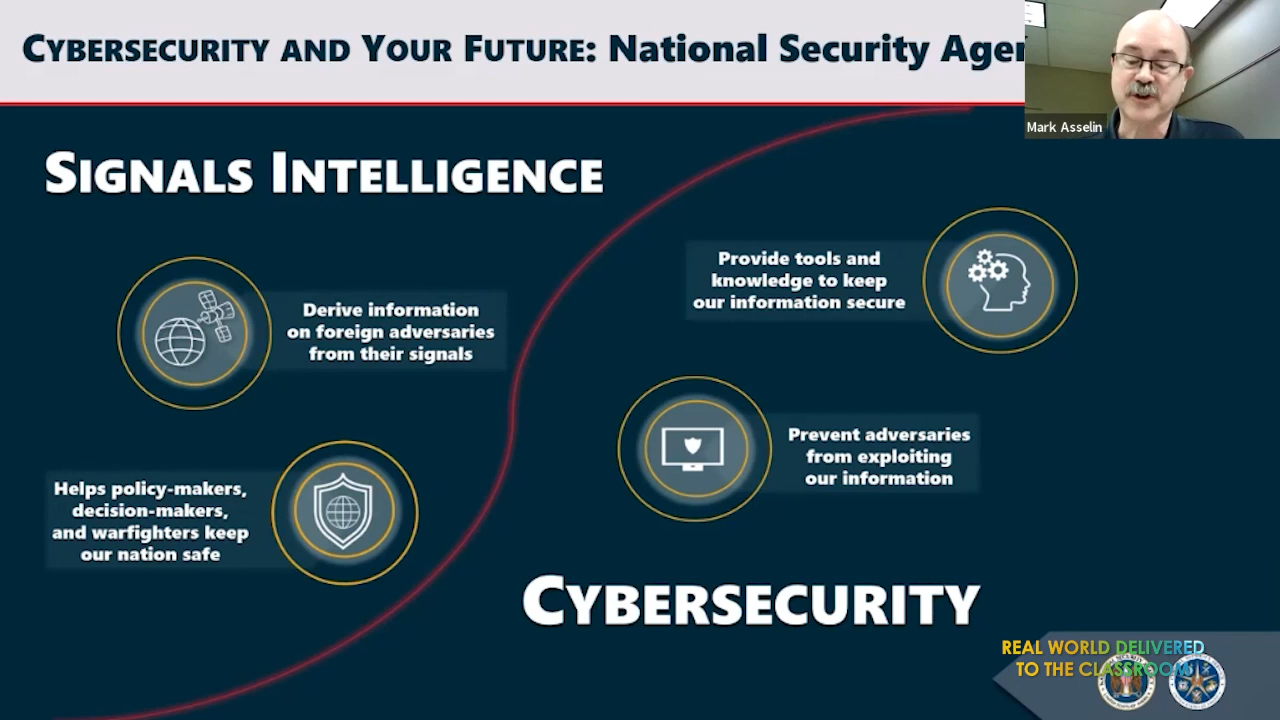 CYBERSECURITY AND YOUR FUTURE: National Security Agen
Mark Asselin
SIGNALS INTELLIGENCE
Derive information
on foreign adversaries
from their signals
Helps policy-makers,
decision-makers,
and warfighters keep
our nation safe
Provide tools and
knowledge to keep
our information secure
Prevent adversaries
from exploiting
our information
CYBERSECURITY
REAL WORLD DELIVERED
TO THE CLASSROOM